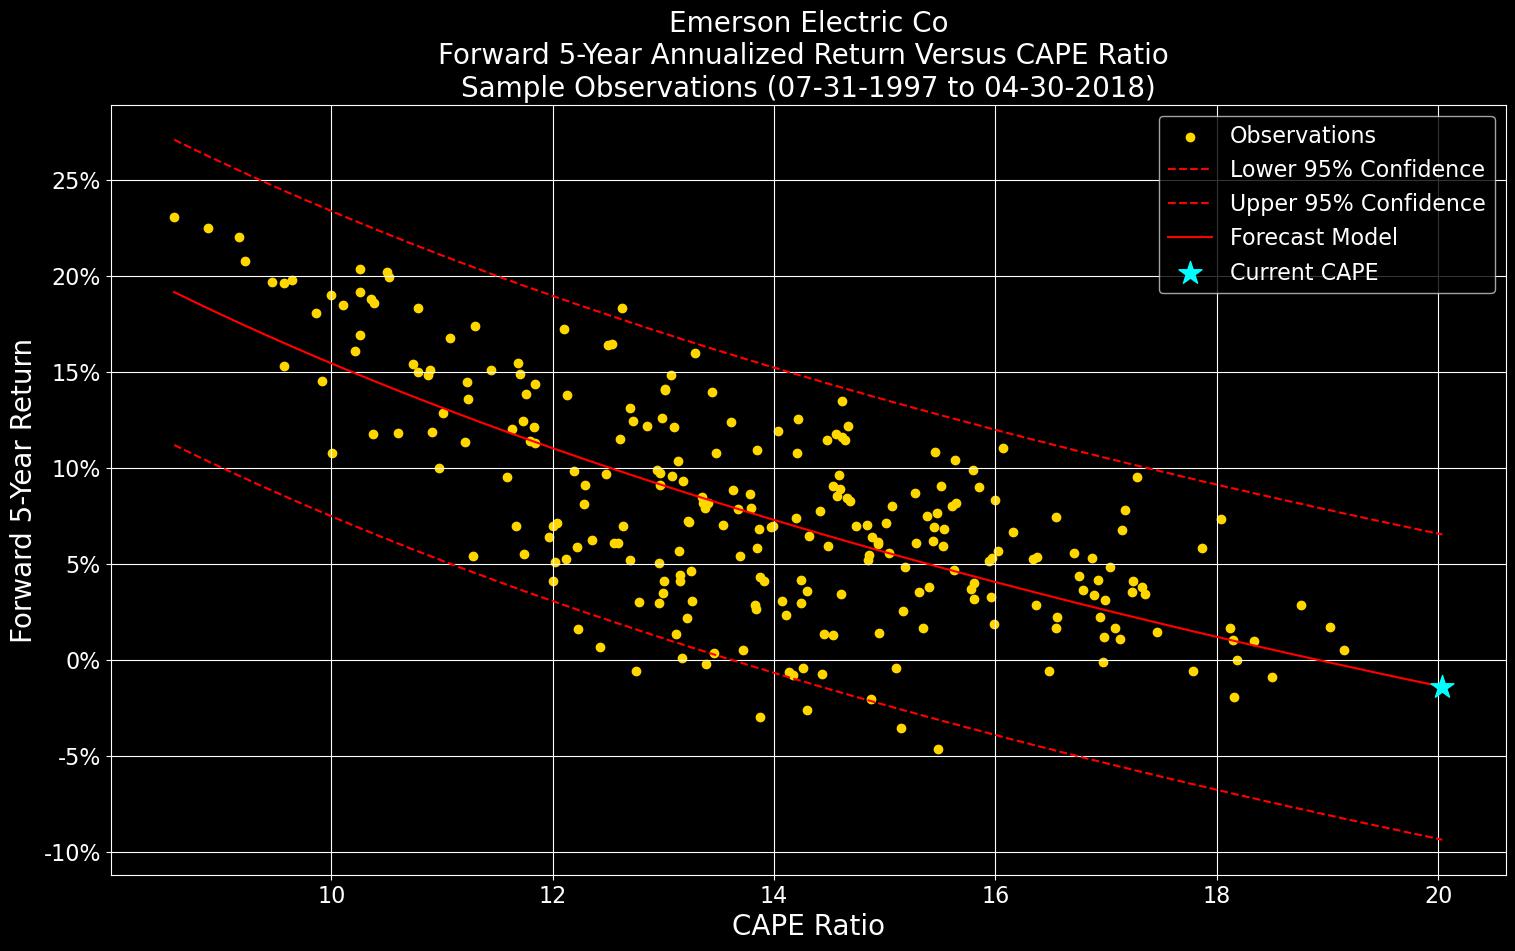 Emerson Electric Co
Forward 5-Year Annualized Return Versus CAPE Ratio
Sample Observations (07-31-1997 to 04-30-2018)
Observations
Lower 95% Confidence
Upper 95% Confidence
Forecast Model
Current CAPE
Forward 5-Year Return
25%
20%
15%
10%
5%
0%
-5%
-10%
10 12 14 16 18 20
CAPE Ratio